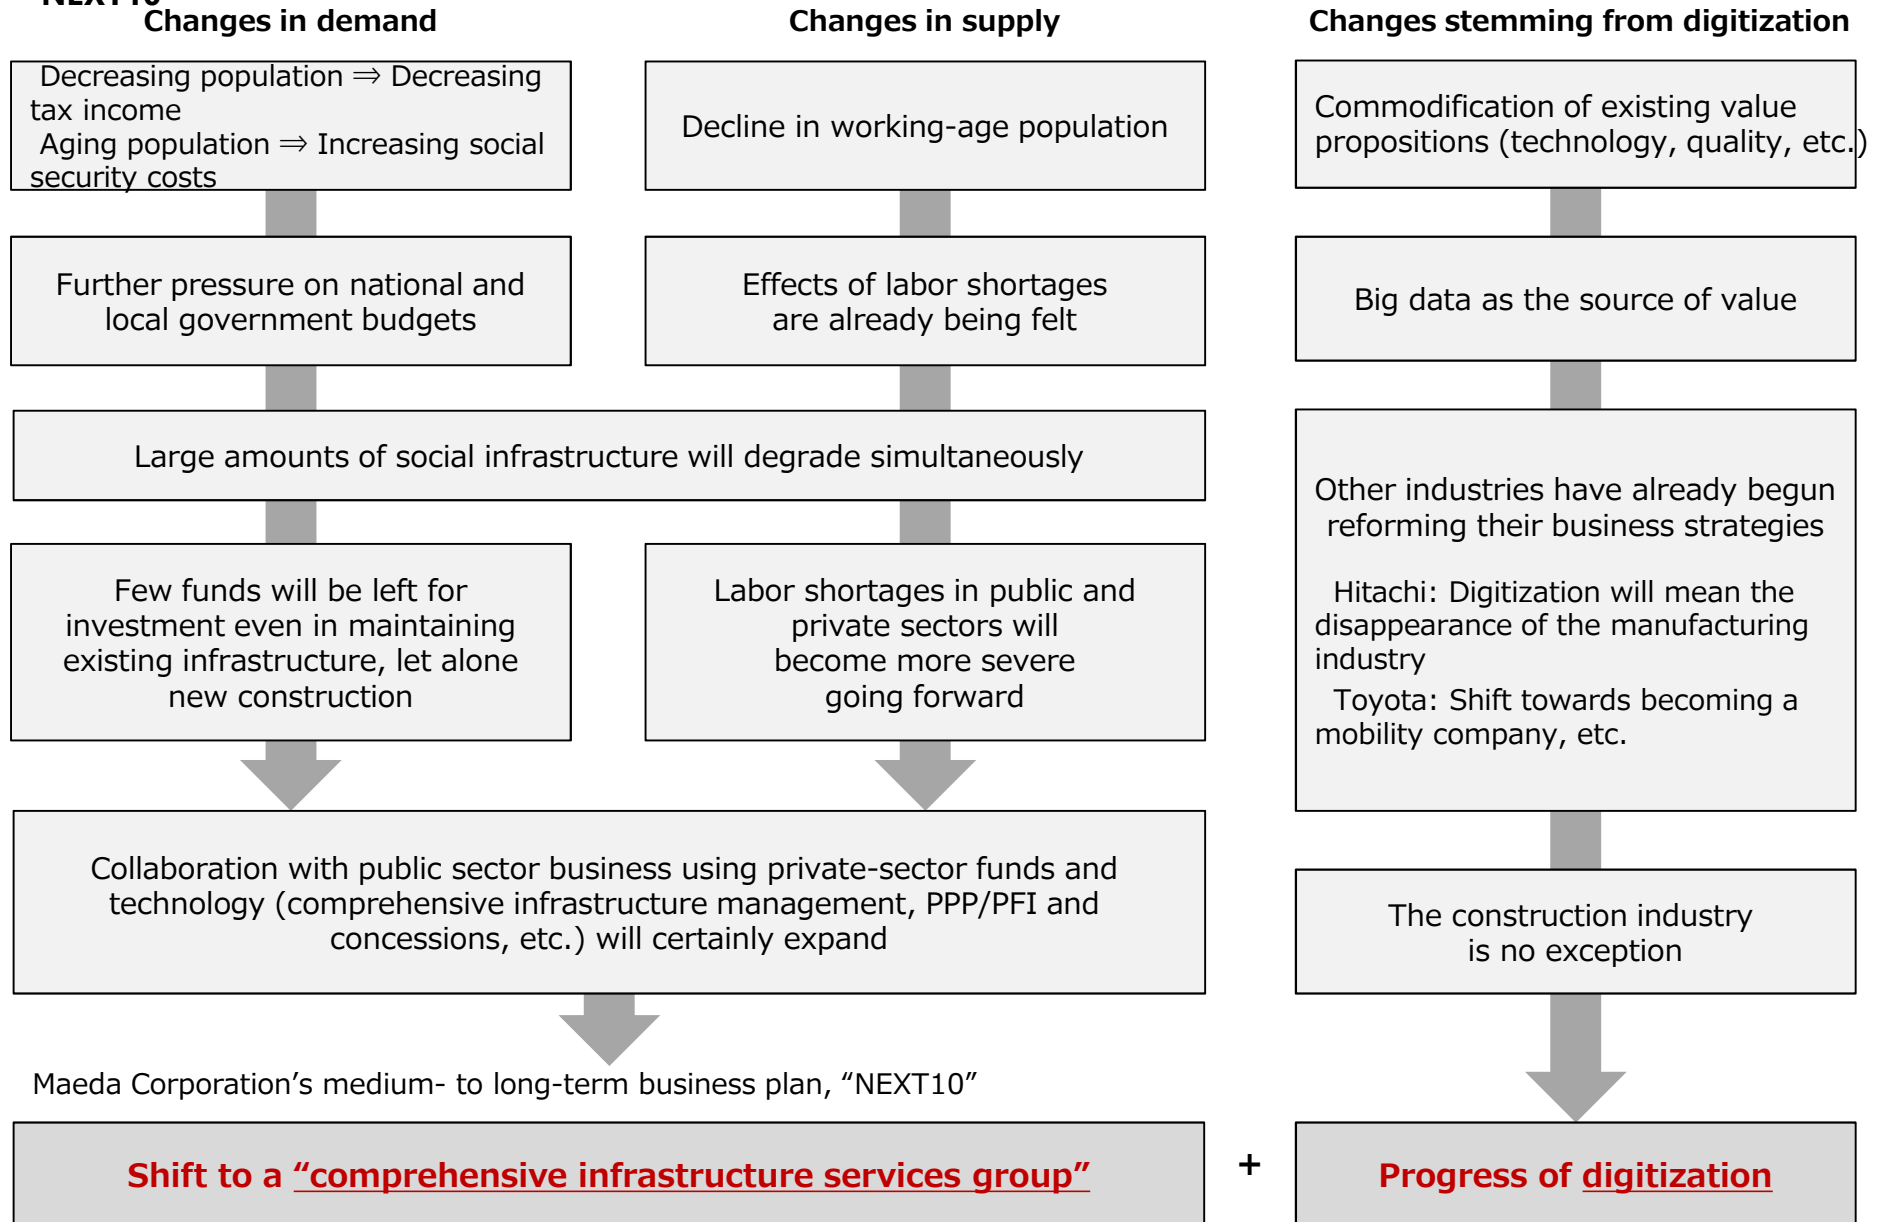 NEXT10
Changes in demand
Decreasing population ⇒ Decreasing
tax income
Aging population ⇒ Increasing social
security costs
Further pressure on national and
local government budgets
Changes in supply
Decline in working-age population
Effects of labor shortages
are already being felt
Large amounts of social infrastructure will degrade simultaneously
Few funds will be left for
investment even in maintaining
existing infrastructure, let alone
new construction
Labor shortages in public and
private sectors will
become more severe
going forward
Collaboration with public sector business using private-sector funds and
technology (comprehensive infrastructure management, PPP/PFI and
concessions, etc.) will certainly expand
Maeda Corporation’s medium- to long-term business plan, “NEXT10”
Shift to a “comprehensive infrastructure services group”
+
Changes stemming from digitization
Commodification of existing value
propositions (technology, quality, etc.)
Big data as the source of value
Other industries have already begun
reforming their business strategies
Hitachi: Digitization will mean the
disappearance of the manufacturing
industry
Toyota: Shift towards becoming a
mobility company, etc.
The construction industry
is no exception
Progress of digitization